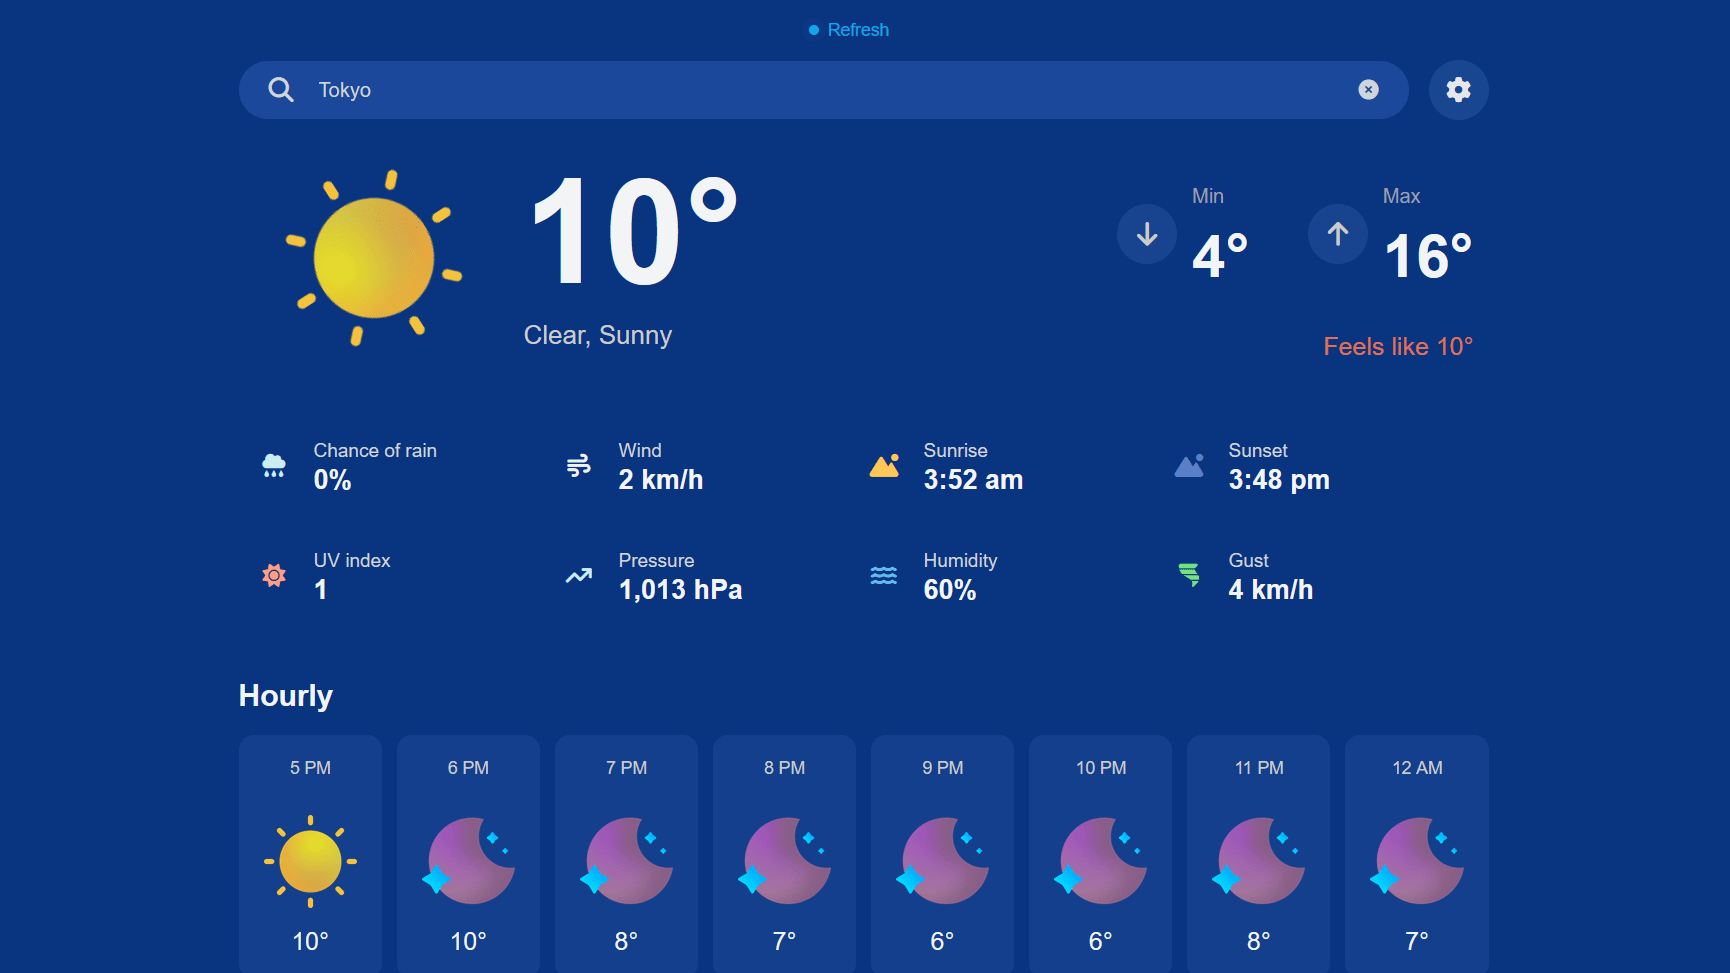 Refresh
Tokyo
10°
Clear, Sunny
Min
4°
Max
16°
Feels like 10°
Chance of rain
0%
Wind
2 km/h
Sunrise
3:52 am
Sunset
3:48 pm
UV index
1
Pressure
1,013 hPa
Humidity
60%
Gust
4 km/h
Hourly
5 PM
6 PM
7 PM
8 PM
9 PM
10 PM
11 PM
12 AM
10°
10°
8°
7°
6°
6°
8°
7°